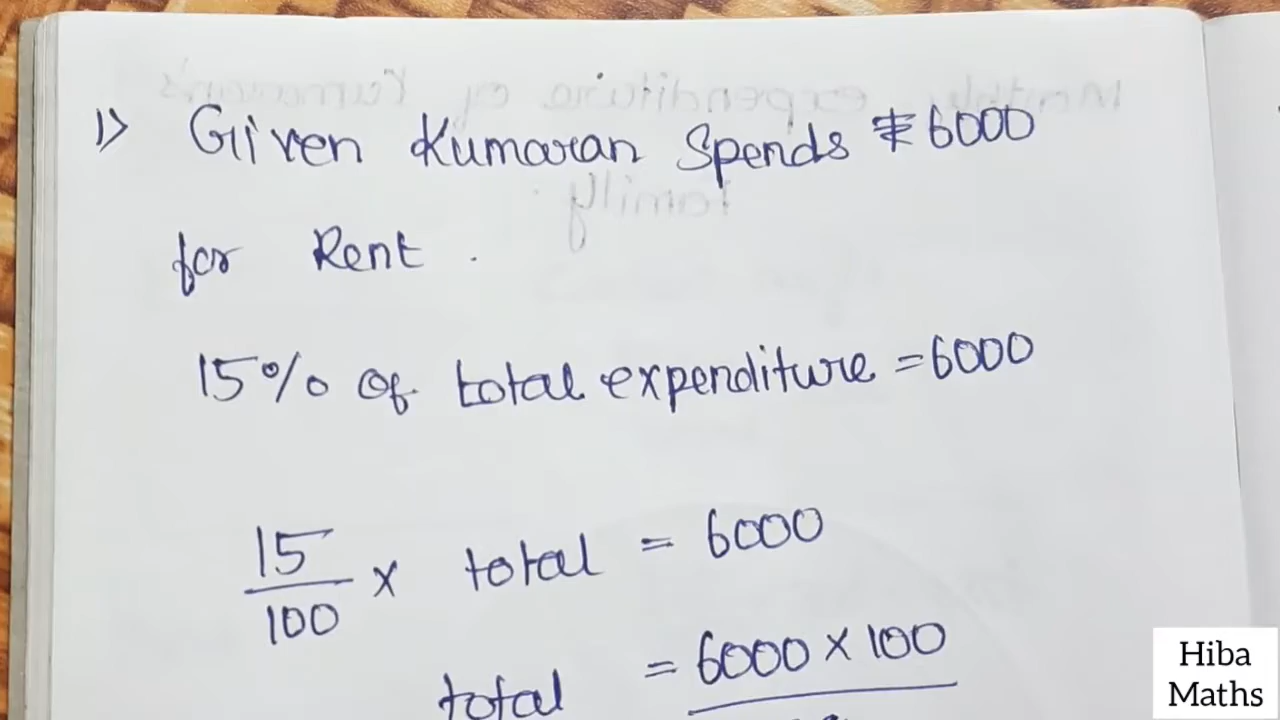 1) Given Kumaran Spends ₹6000
for Rent.
15% of total expenditure = 6000
15/100 × total = 6000
total = 6000 × 100
Hiba
Maths